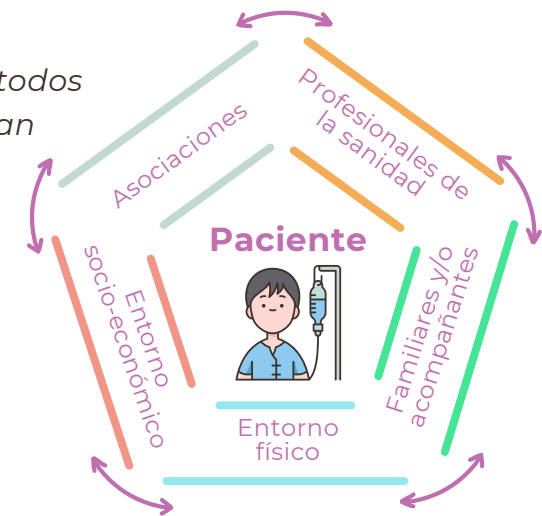 todos
an
Asociaciones
Profesionales de
la sanidad
Paciente
Entorno
socio-económico
Familiares y/o
acompañantes
Entorno
físico